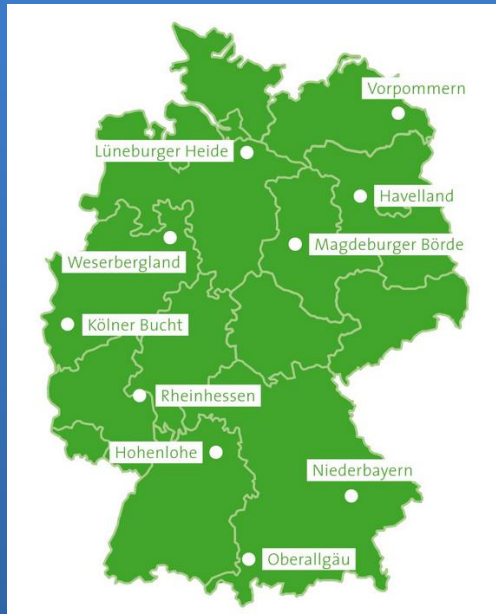 Vorpommern
Lüneburger Heide
Havelland
Weserbergland
Magdeburger Börde
Kölner Bucht
Rheinhessen
Hohenlohe
Niederbayern
Oberallgäu